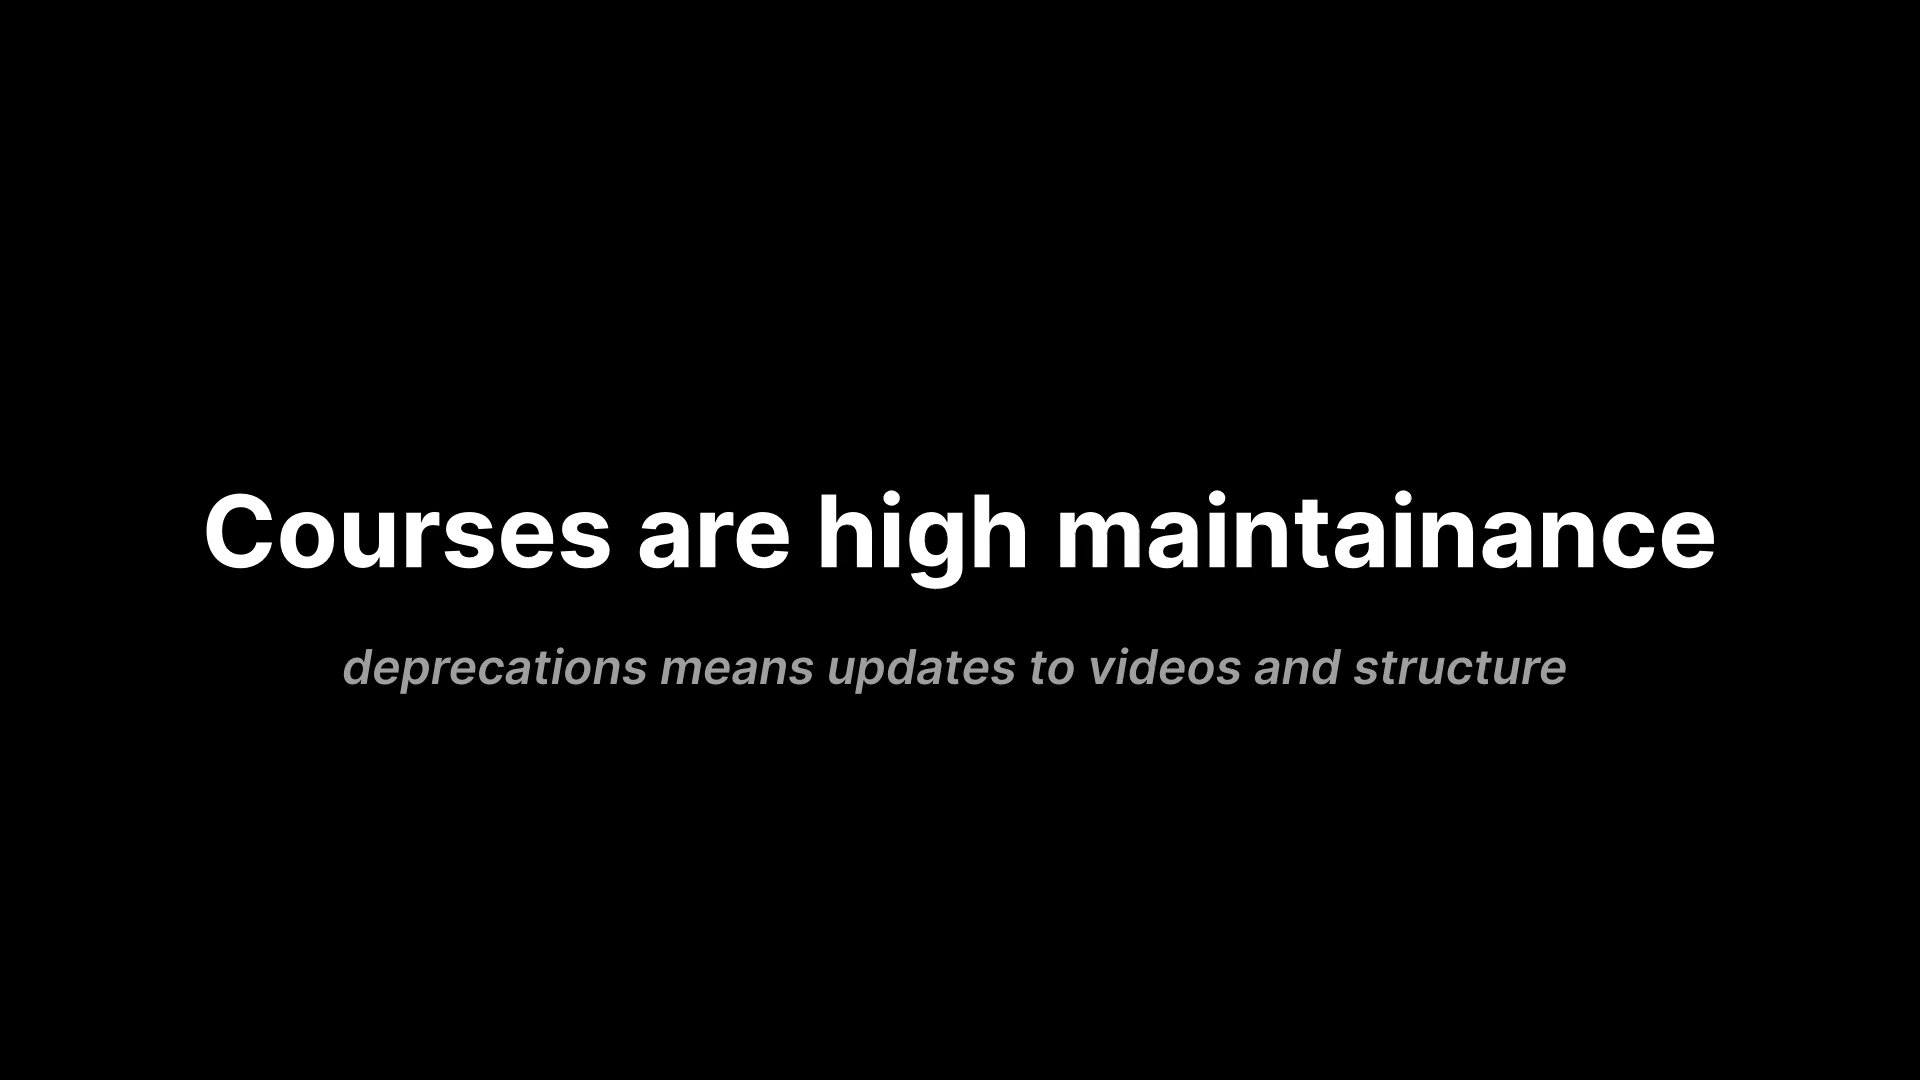 Courses are high maintainance
deprecations means updates to videos and structure